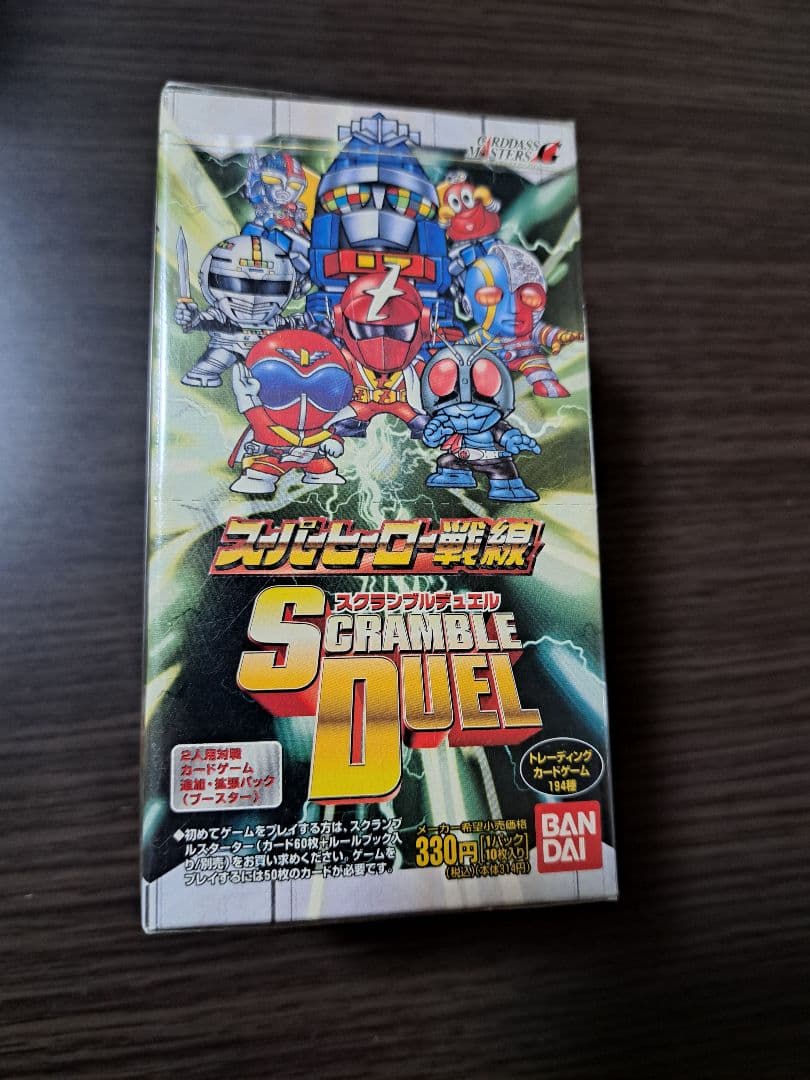 CARDDASS
MASTERS G
スーパーヒーロー戦線
スクランブルデュエル
SCRAMBLE
DUEL
2人用対戦
カードゲーム
追加・拡張パック
(ブースター)
トレーディング
カードゲーム
194種
◆初めてゲームをプレイする方は、スクランブ
ルスターター(カード60枚+ルールブック入
り/別売)をお買い求めください。ゲームを
プレイするには50枚のカードが必要です。
メーカー希望小売価格
330円
1パック
10枚入り
(税込)(本体314円)
BAN
DAI